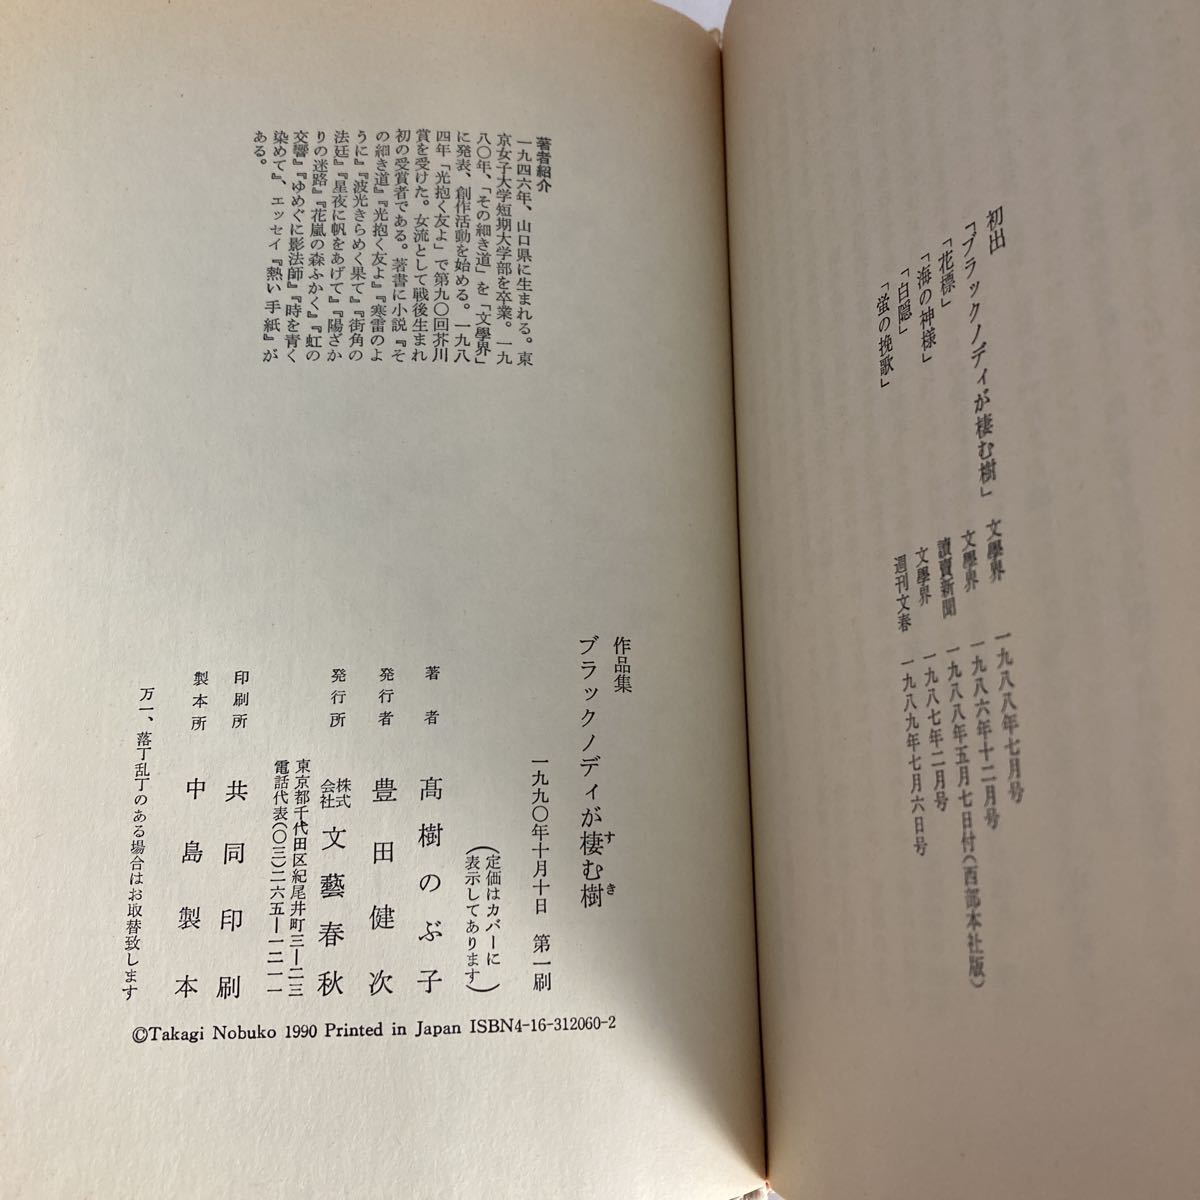 初出
「ブラックノディが棲む樹」 文學界 一九八八年七月号
「花標」 文學界 一九八六年十二月号
「海の神様」 讀賣新聞 一九八八年五月七日付(西部本社版)
「白隠」 文學界 一九八七年二月号
「蛍の挽歌」 週刊文春 一九八九年七月六日号
著者紹介
一九四六年、山口県に生まれる。東
京女子大学短期大学部を卒業。一九
八〇年、「その細き道」を「文學界」
に発表、創作活動を始める。一九八
四年「光抱く友よ」で第九〇回芥川
賞を受けた。女流として戦後生まれ
初の受賞者である。著書に小説『そ
の細き道』『光抱く友よ』『寒雷のよ
うに』『波光きらめく果て』『街角の
法廷』『星夜に帆をあげて』『陽ざか
りの迷路』『花嵐の森ふかく』『虹の
交響』『ゆめぐに影法師』『時を青く
染めて』、エッセイ『熱い手紙』が
ある。
作品集
ブラックノディが棲む樹
すき
一九九〇年十月十日 第一刷
(定価はカバーに
表示してあります)
著者 髙樹のぶ子
発行者 豊田健次
発行所 株式会社 文藝春秋
東京都千代田区紀尾井町三―二三
電話代表(〇三)二六五―一二一一
印刷所 共同印刷
製本所 中島製本
万一、落丁乱丁のある場合はお取替致します
©Takagi Nobuko 1990 Printed in Japan ISBN4-16-312060-2